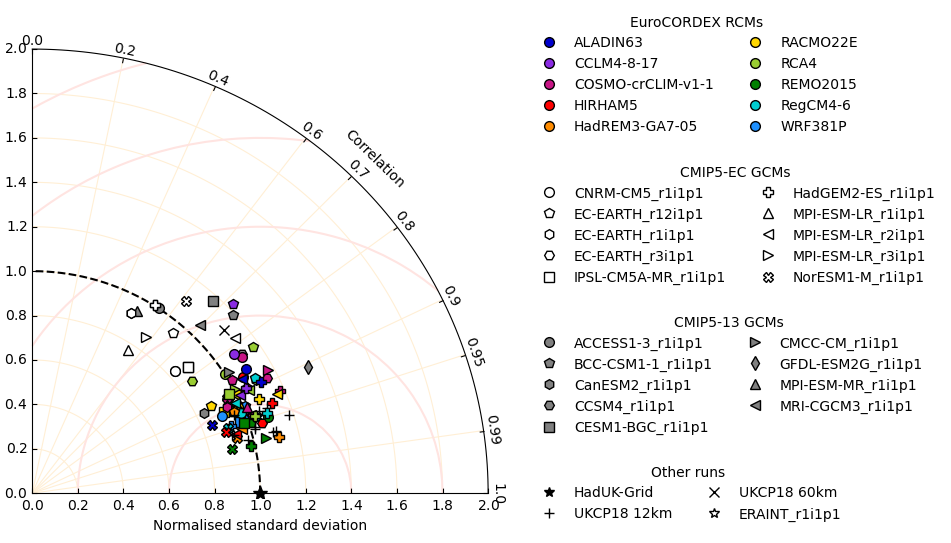 0.0
0.2
0.4
0.6
0.7
0.8
0.9
0.95
0.99
1.0
Correlation
2.0
1.8
1.6
1.4
1.2
1.0
0.8
0.6
0.4
0.2
0.0
0.0 0.2 0.4 0.6 0.8 1.0 1.2 1.4 1.6 1.8 2.0
Normalised standard deviation
EuroCORDEX RCMs
ALADIN63
CCLM4-8-17
COSMO-crCLIM-v1-1
HIRHAM5
HadREM3-GA7-05
RACMO22E
RCA4
REMO2015
RegCM4-6
WRF381P
CMIP5-EC GCMs
CNRM-CM5_r1i1p1
EC-EARTH_r12i1p1
EC-EARTH_r1i1p1
EC-EARTH_r3i1p1
IPSL-CM5A-MR_r1i1p1
HadGEM2-ES_r1i1p1
MPI-ESM-LR_r1i1p1
MPI-ESM-LR_r2i1p1
MPI-ESM-LR_r3i1p1
NorESM1-M_r1i1p1
CMIP5-13 GCMs
ACCESS1-3_r1i1p1
BCC-CSM1-1_r1i1p1
CanESM2_r1i1p1
CCSM4_r1i1p1
CESM1-BGC_r1i1p1
CMCC-CM_r1i1p1
GFDL-ESM2G_r1i1p1
MPI-ESM-MR_r1i1p1
MRI-CGCM3_r1i1p1
Other runs
HadUK-Grid
UKCP18 12km
UKCP18 60km
ERAINT_r1i1p1